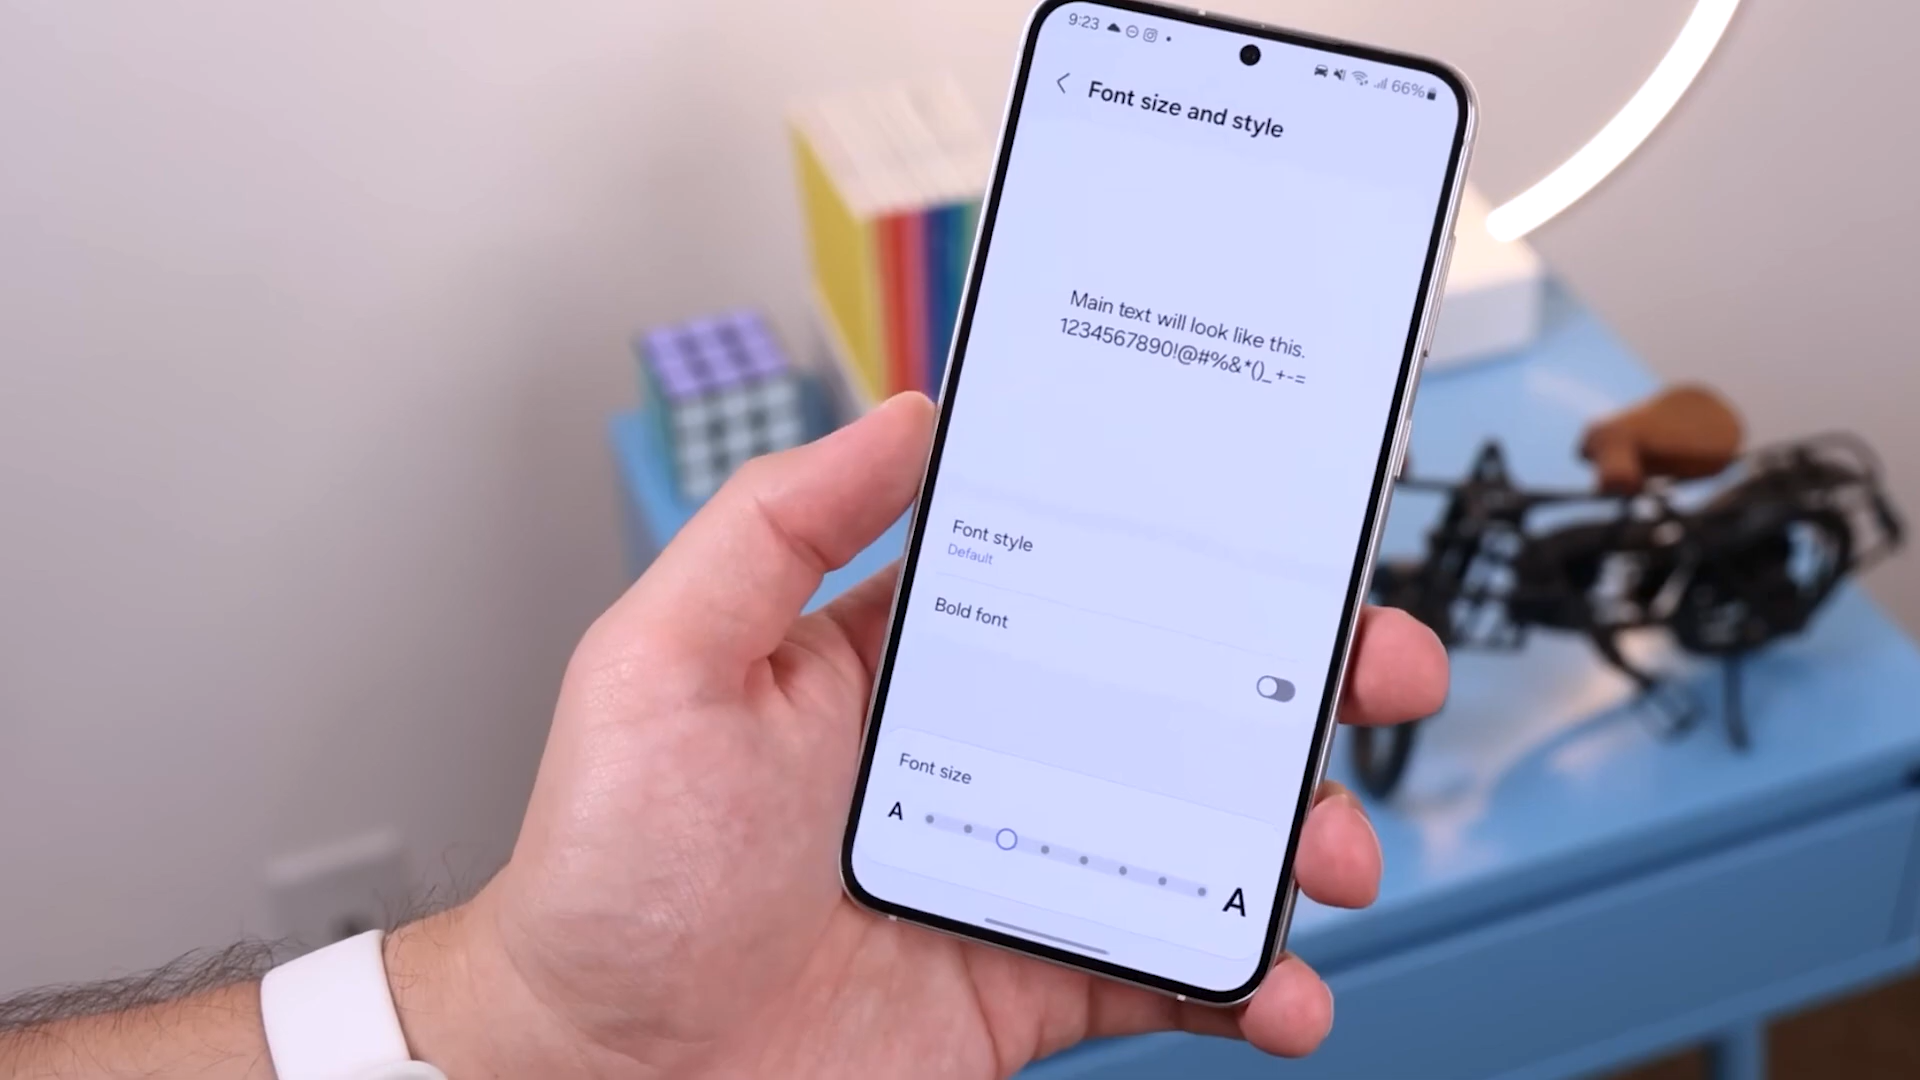 9:23
66%
Font size and style
Main text will look like this.
1234567890!@#%&*()_+-=
Font style
Default
Bold font
Font size
A A